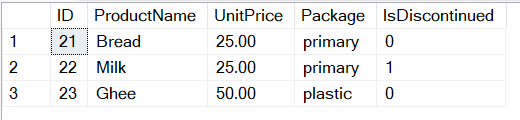 ID ProductName UnitPrice Package IsDiscontinued
1 21 Bread 25.00 primary 0
2 22 Milk 25.00 primary 1
3 23 Ghee 50.00 plastic 0